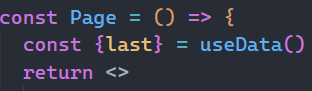 const Page = () => {
const {last} = useData()
return <>